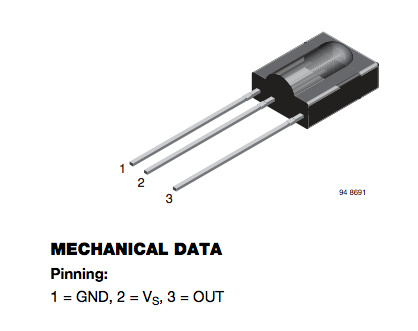 1
2
3
94 8691
MECHANICAL DATA
Pinning:
1 = GND, 2 = VS, 3 = OUT